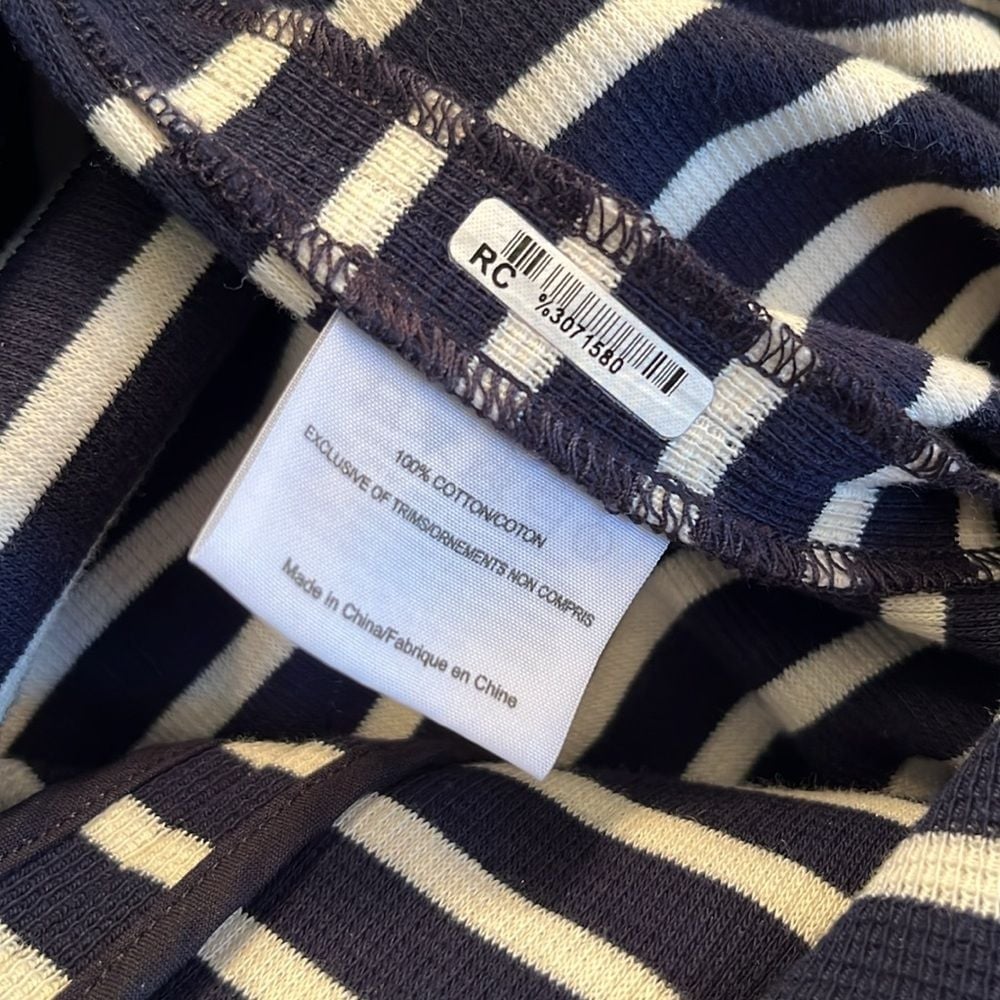 RC %3071580
100% COTTON/COTON
EXCLUSIVE OF TRIMS/ORNEMENTS NON COMPRIS
Made in China/Fabrique en Chine